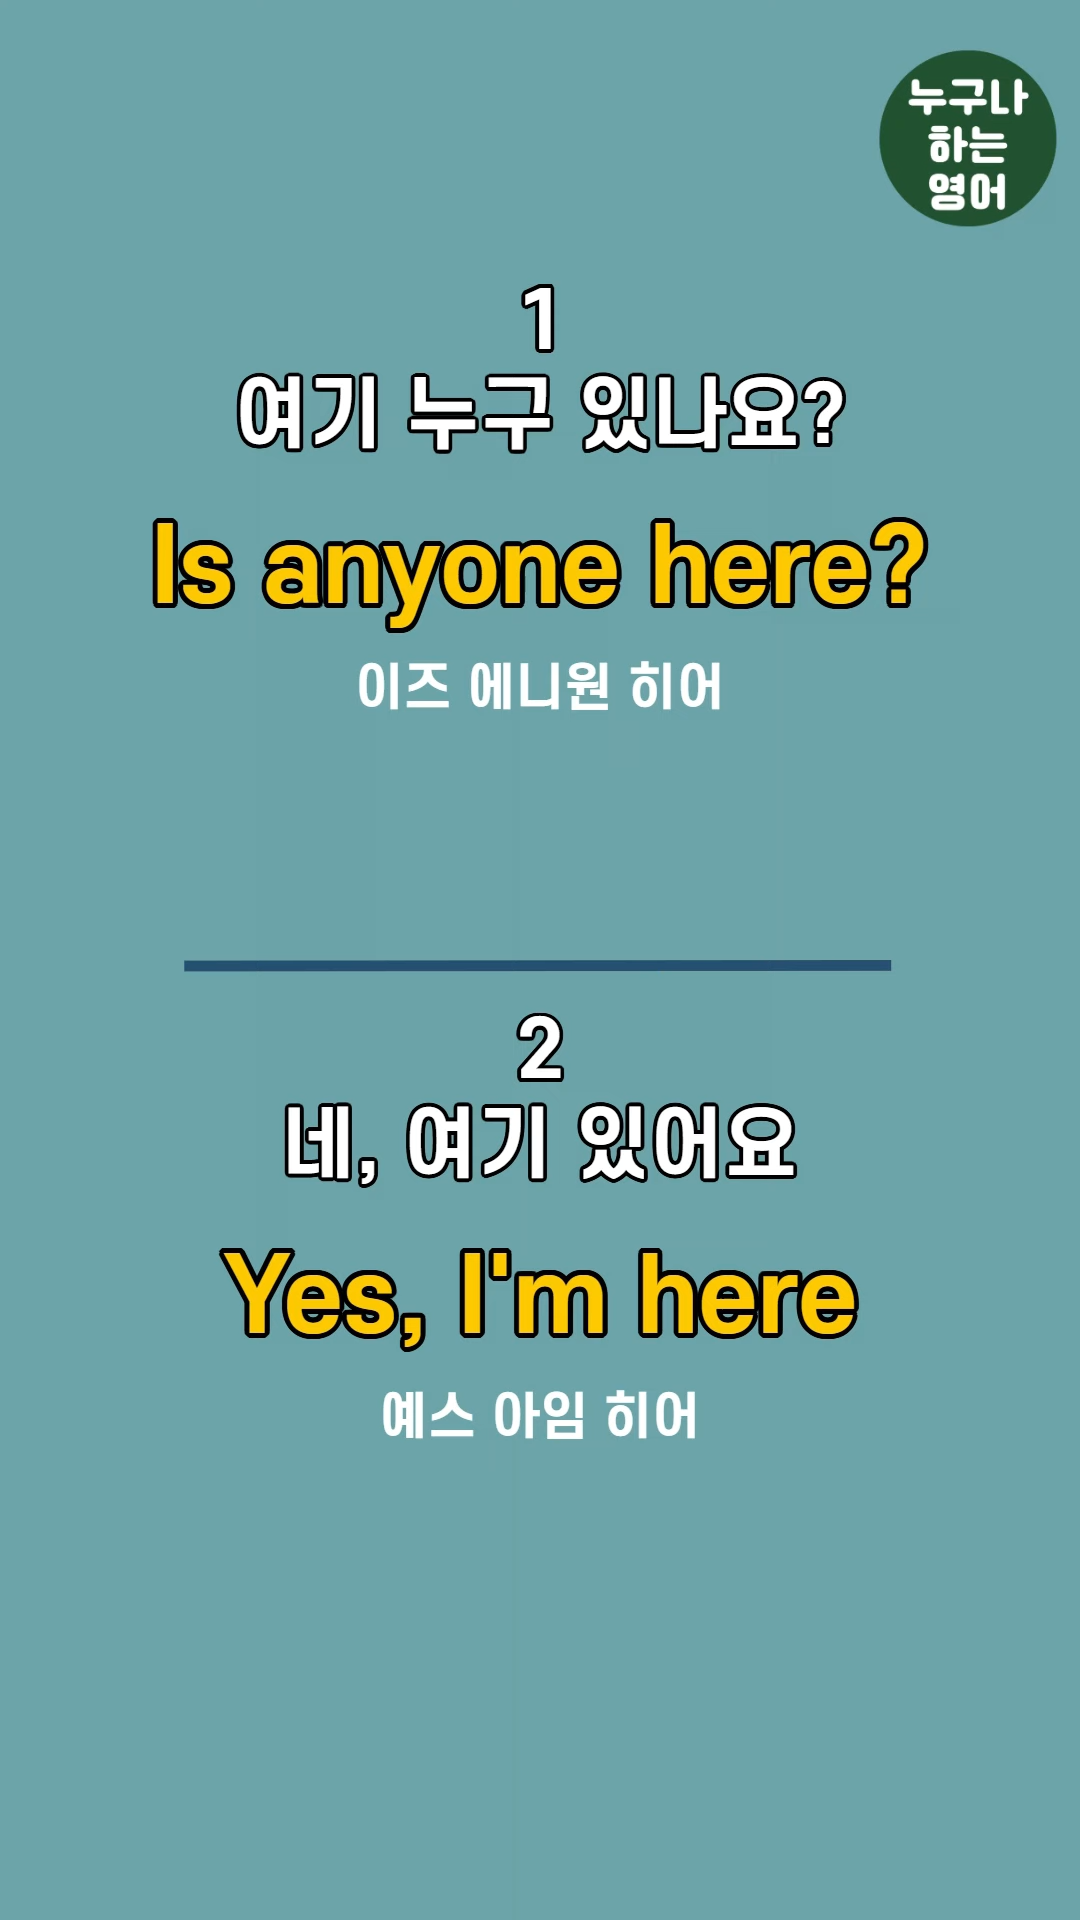 누구나
하는
영어
1
여기 누구 있나요?
Is anyone here?
이즈 에니원 히어
2
네, 여기 있어요
Yes, I'm here
예스 아임 히어